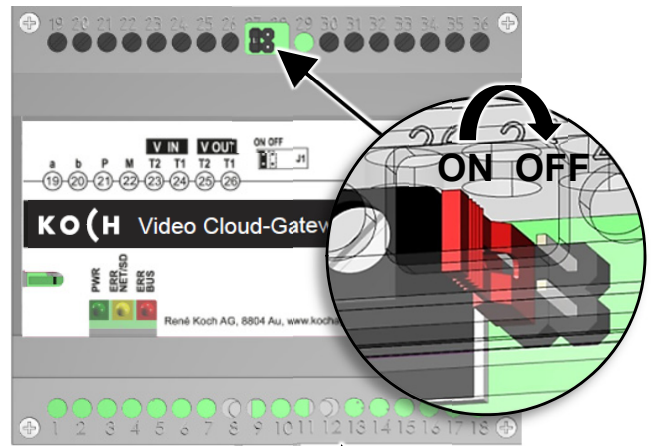 19 20 21 22 23 24 25 26 29 30 31 32 33 34 35 36
V IN V OUT ON OFF
a b P M T2 T1 T2 T1 J1
19 20 21 22 23 24 25 26
ON OFF
KOCH Video Cloud-Gatew
PWR
ERR NET/SD
ERR BUS
René Koch AG, 8804 Au, www.kocha
1 2 3 4 5 6 7 8 9 10 11 12 13 14 15 16 17 18